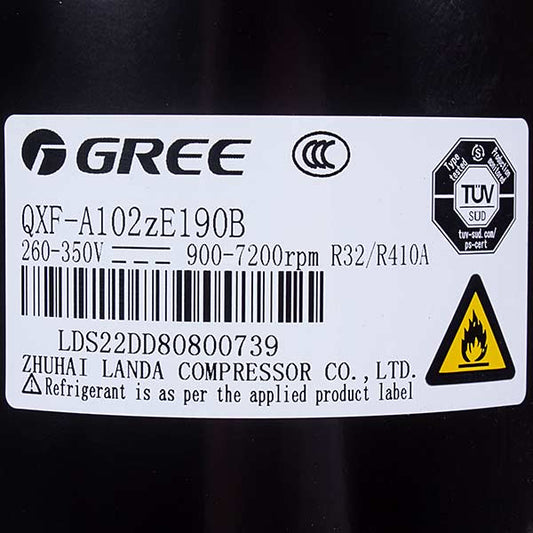 GREE
CCC
Type tested
S
Production monitored
TÜV
SÜD
tuv-sud.com/
ps-cert
QXF-A102zE190B
260-350V 900-7200rpm R32/R410A
LDS22DD80800739
ZHUHAI LANDA COMPRESSOR CO.,LTD.
Refrigerant is as per the applied product label